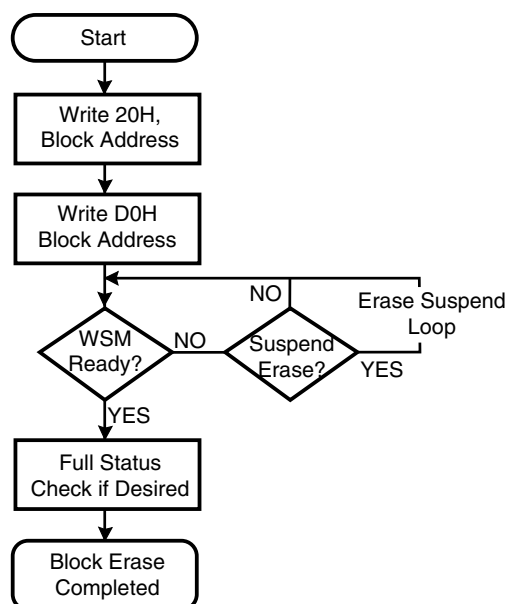 Start
Write 20H,
Block Address
Write D0H
Block Address
NO
Erase Suspend
Loop
WSM
Ready?
NO
Suspend
Erase?
YES
YES
Full Status
Check if Desired
Block Erase
Completed